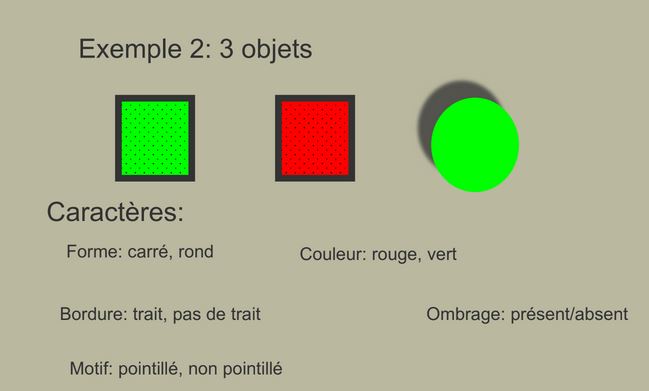 Exemple 2: 3 objets
Caractères:
Forme: carré, rond
Couleur: rouge, vert
Bordure: trait, pas de trait
Ombrage: présent/absent
Motif: pointillé, non pointillé